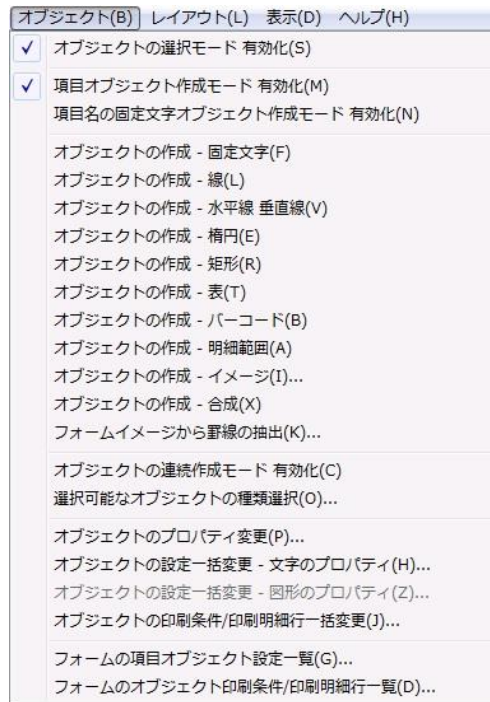 オブジェクト(B) レイアウト(L) 表示(D) ヘルプ(H)
オブジェクトの選択モード 有効化(S)
項目オブジェクト作成モード 有効化(M)
項目名の固定文字オブジェクト作成モード 有効化(N)
オブジェクトの作成 - 固定文字(F)
オブジェクトの作成 - 線(L)
オブジェクトの作成 - 水平線 垂直線(V)
オブジェクトの作成 - 楕円(E)
オブジェクトの作成 - 矩形(R)
オブジェクトの作成 - 表(T)
オブジェクトの作成 - バーコード(B)
オブジェクトの作成 - 明細範囲(A)
オブジェクトの作成 - イメージ(I)...
オブジェクトの作成 - 合成(X)
フォームイメージから罫線の抽出(K)...
オブジェクトの連続作成モード 有効化(C)
選択可能なオブジェクトの種類選択(O)...
オブジェクトのプロパティ変更(P)...
オブジェクトの設定一括変更 - 文字のプロパティ(H)...
オブジェクトの設定一括変更 - 図形のプロパティ(Z)...
オブジェクトの印刷条件/印刷明細行一括変更(J)...
フォームの項目オブジェクト設定一覧(G)...
フォームのオブジェクト印刷条件/印刷明細行一覧(D)...